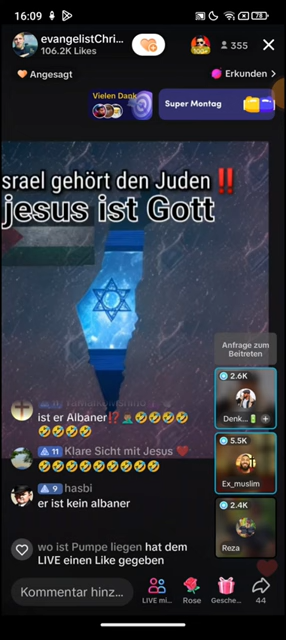 16:09
78
evangelistChri...
106.2K Likes
355
Angesagt
Erkunden
Vielen Dank
Super Montag
srael gehört den Juden‼️
jesus ist Gott
Anfrage zum
Beitreten
2.6K
Denk...
5.5K
Ex_muslim
2.4K
Reza
ist er Albaner⁉️🤦🏻‍♂️🤣🤣🤣🤣
🤣🤣🤣🤣
11 Klare Sicht mit Jesus ❤️
🤣🤣🤣🤣🤣🤣🤣🤣🤣
9 hasbi
er ist kein albaner
wo ist Pumpe liegen hat dem
LIVE einen Like gegeben
Kommentar hinz...
LIVE mi...
Rose
Gesche...
44